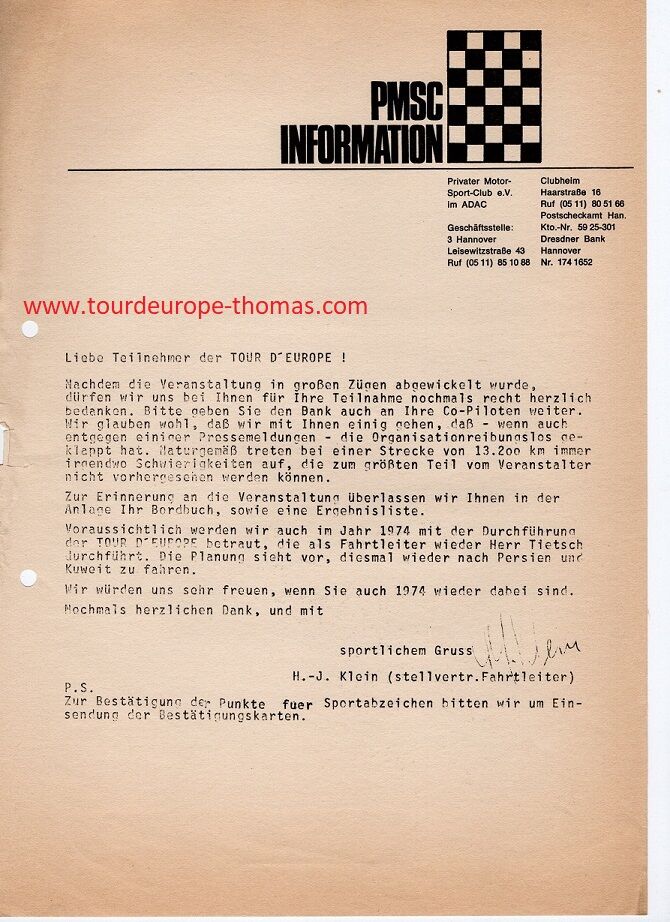 PMSC
INFORMATION
Privater Motor-
Sport-Club e.V.
im ADAC
Geschäftsstelle:
3 Hannover
Leisewitzstraße 43
Ruf (05 11) 85 10 88
Clubheim
Haarstraße 16
Ruf (05 11) 80 51 66
Postscheckamt Han.
Kto.-Nr. 59 25-301
Dresdner Bank
Hannover
Nr. 174 1652
www.tourdeurope-thomas.com
Liebe Teilnehmer der TOUR D´EUROPE !
Nachdem die Veranstaltung in großen Zügen abgewickelt wurde,
dürfen wir uns bei Ihnen für Ihre Teilnahme nochmals recht herzlich
bedanken. Bitte geben Sie den Bank auch an Ihre Co-Piloten weiter.
Wir glauben wohl, daß wir mit Ihnen einig gehen, daß - wenn auch
entgegen einiger Pressemeldungen - die Organisationreibungslos ge-
klappt hat. Naturgemäß treten bei einer Strecke von 13.2oo km immer
irgendwo Schwierigkeiten auf, die zum größten Teil vom Veranstalter
nicht vorhergesehen werden können.
Zur Erinnerung an die Veranstaltung überlassen wir Ihnen in der
Anlage Ihr Bordbuch, sowie eine Ergebnisliste.
Voraussichtlich werden wir auch im Jahr 1974 mit der Durchführung
der TOUR D´EUROPE betraut, die als Fahrtleiter wieder Herr Tietsch
durchführt. Die Planung sieht vor, diesmal wieder nach Persien und
Kuweit zu fahren.
Wir würden uns sehr freuen, wenn Sie auch 1974 wieder dabei sind.
Nochmals herzlichen Dank, und mit
sportlichem Gruss
H.-J. Klein (stellvertr.Fahrtleiter)
P.S.
Zur Bestätigung der Punkte fuer Sportabzeichen bitten wir um Ein-
sendung der Bestätigungskarten.